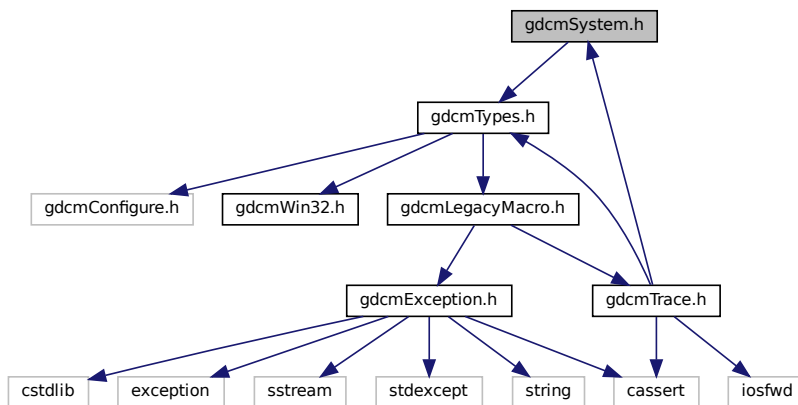 gdcmSystem.h
gdcmTypes.h
gdcmConfigure.h
gdcmWin32.h
gdcmLegacyMacro.h
gdcmException.h
gdcmTrace.h
cstdlib
exception
sstream
stdexcept
string
cassert
iosfwd